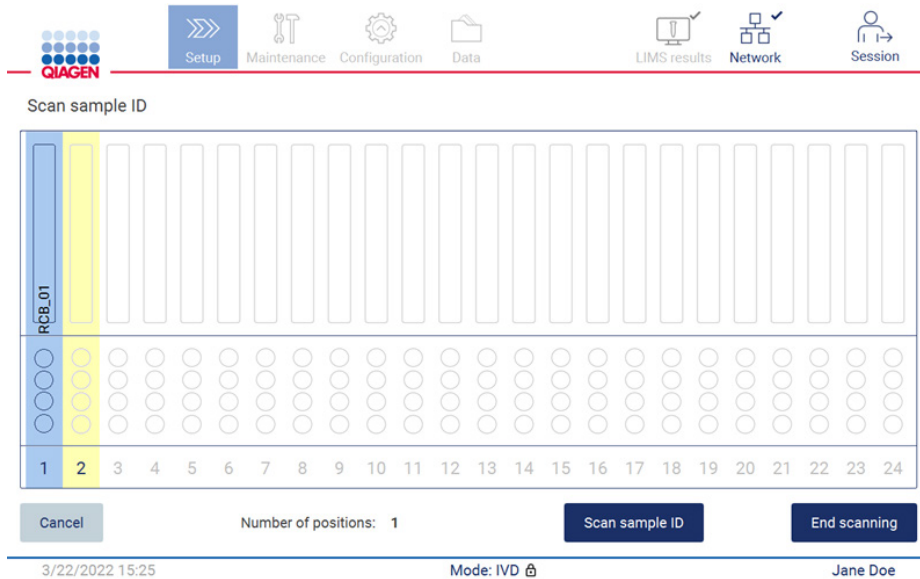 QIAGEN
Setup
Maintenance
Configuration
Data
LIMS results
Network
Session
Scan sample ID
RCB_01
1 2 3 4 5 6 7 8 9 10 11 12 13 14 15 16 17 18 19 20 21 22 23 24
Cancel
Number of positions: 1
Scan sample ID
End scanning
3/22/2022 15:25
Mode: IVD
Jane Doe